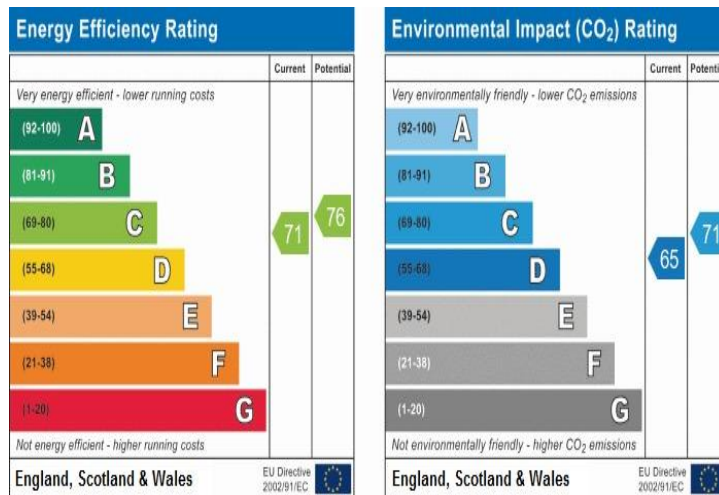 Energy Efficiency Rating
Current Potential
Very energy efficient - lower running costs
(92-100) A
(81-91) B
(69-80) C
(55-68) D
(39-54) E
(21-38) F
(1-20) G
71
76
Not energy efficient - higher running costs
England, Scotland & Wales
EU Directive
2002/91/EC
Environmental Impact (CO₂) Rating
Current Potenti
Very environmentally friendly - lower CO₂ emissions
(92-100) A
(81-91) B
(69-80) C
(55-68) D
(39-54) E
(21-38) F
(1-20) G
65
71
Not environmentally friendly - higher CO₂ emissions
England, Scotland & Wales
EU Directive
2002/91/EC